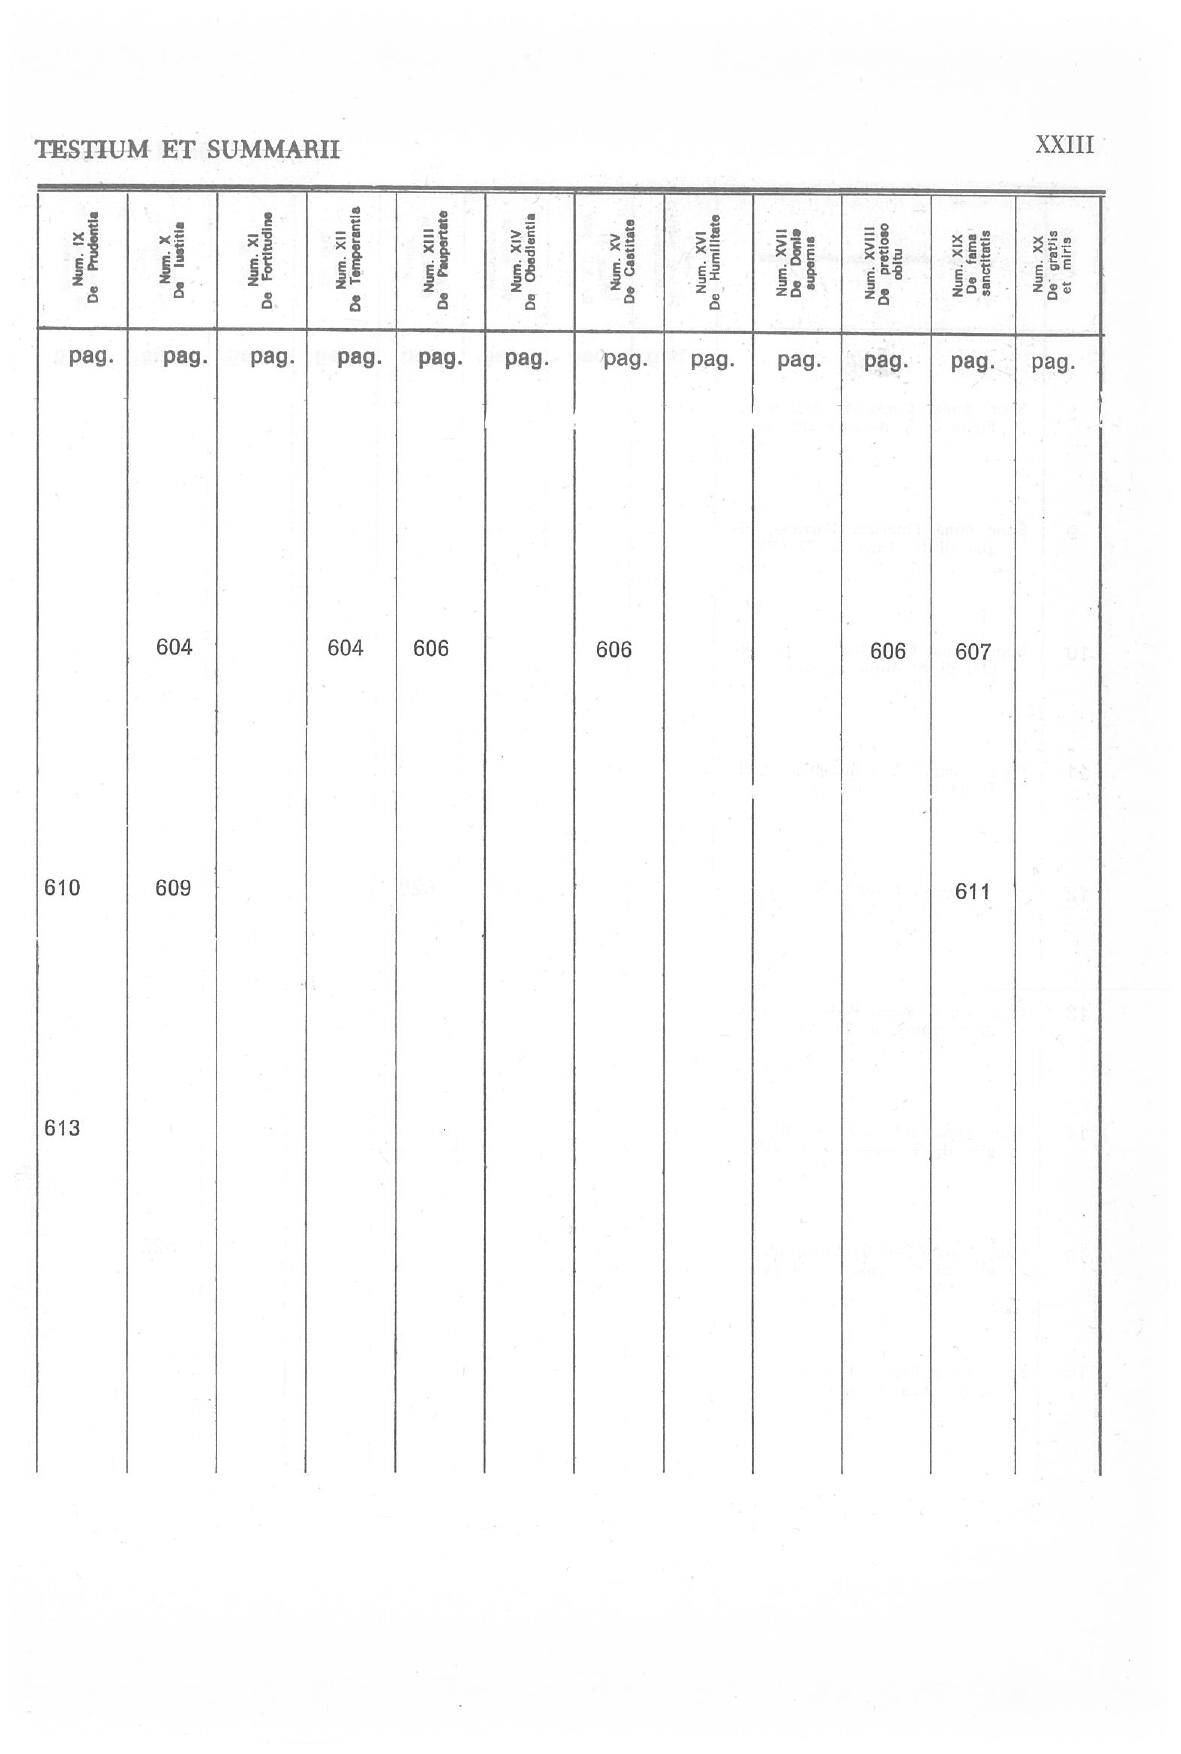 TESTIUM ET SUMMARII
XXIII
Num. IX
De Prudentia
Num. X
De Iustitia
Num. XI
De Fortitudine
Num. XII
De Temperantia
Num. XIII
De Paupertate
Num. XIV
De Obedientia
Num. XV
De Castitate
Num. XVI
De Humilitate
Num. XVII
De Donis
supernis
Num. XVIII
De pretioso
obitu
Num. XIX
De fama
sanctitatis
Num. XX
De gratiis
et miris
pag. pag. pag. pag. pag. pag. pag. pag. pag. pag. pag. pag.
604 604 606 606 606 607
610 609 611
613